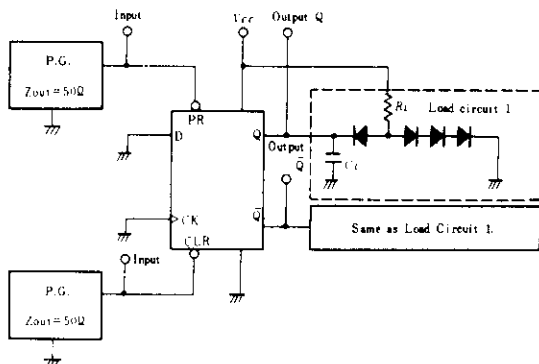 Input
Vcc
Output Q
P.G.
Zout=50Ω
PR
D
Q
RL
Load circuit 1
CL
Output
Q̄
CK
Q̄
CLR
Same as Load Circuit 1.
Input
P.G.
Zout=50Ω